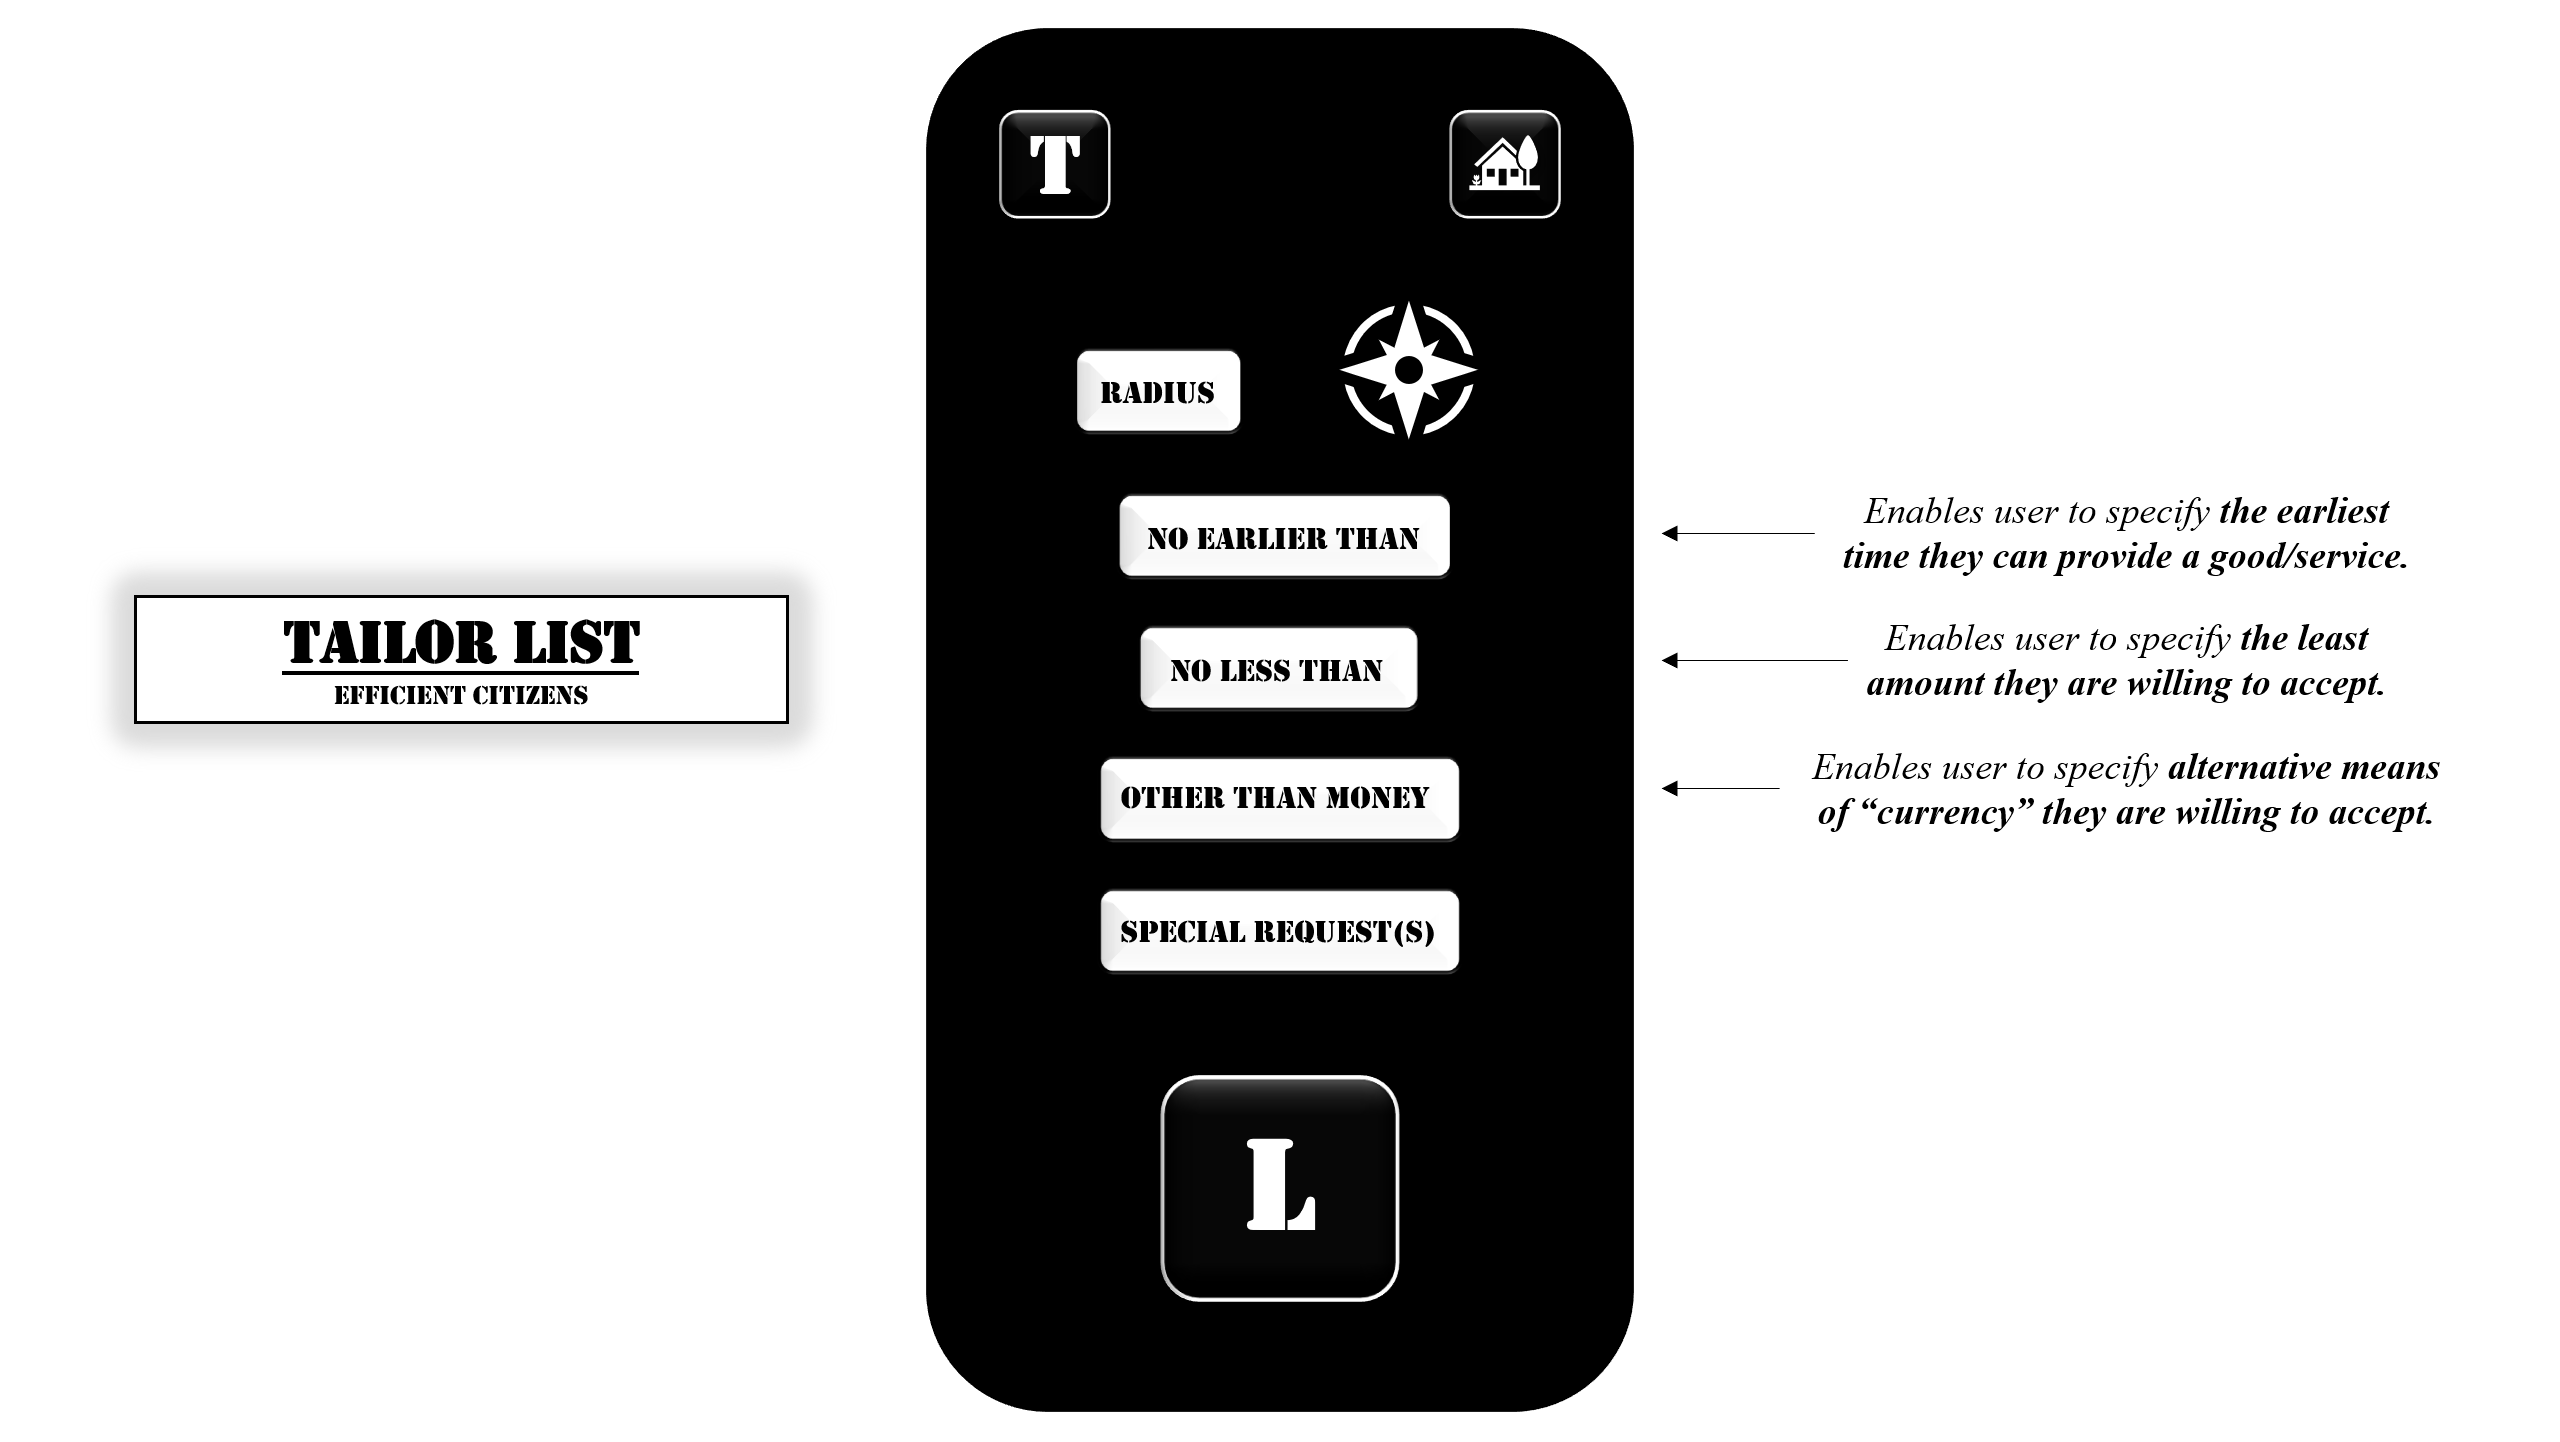 TAILOR LIST
EFFICIENT CITIZENS
T
RADIUS
NO EARLIER THAN
NO LESS THAN
OTHER THAN MONEY
SPECIAL REQUEST(S)
L
Enables user to specify the earliest
time they can provide a good/service.
Enables user to specify the least
amount they are willing to accept.
Enables user to specify alternative means
of “currency” they are willing to accept.